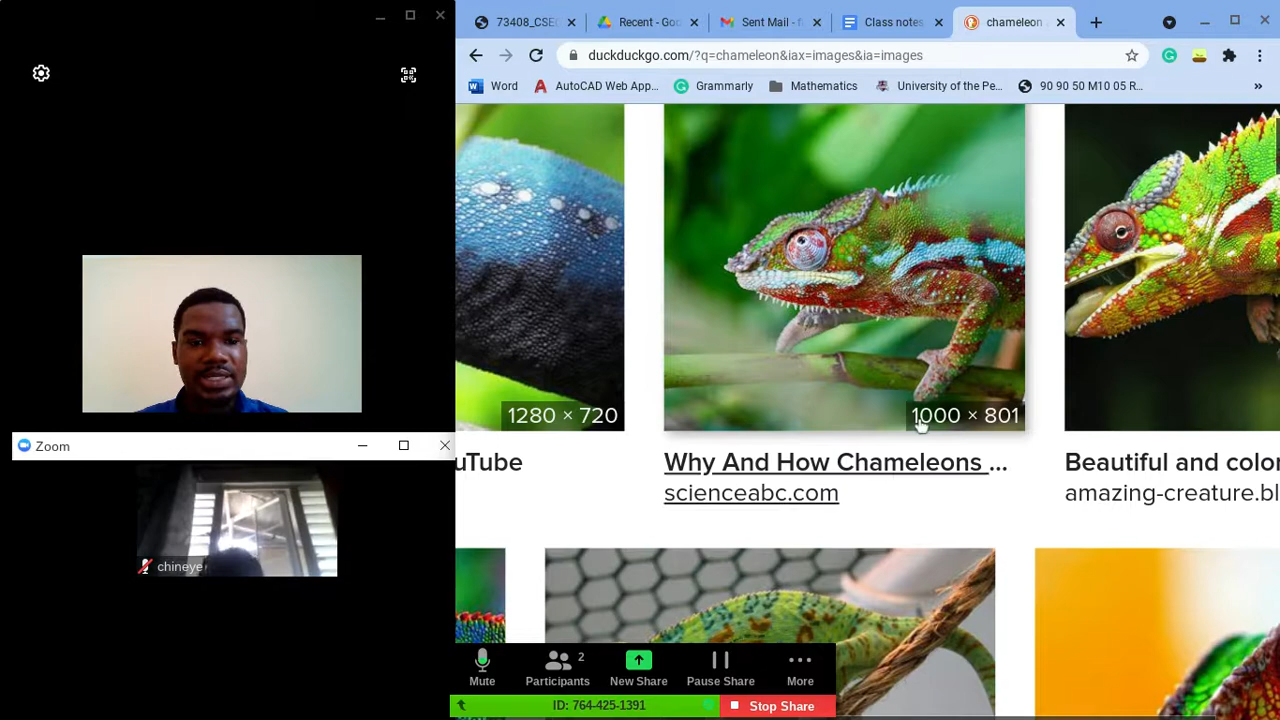 73408_CSE
Recent - Goo
Sent Mail - f
Class notes
chameleon
duckduckgo.com/?q=chameleon&iax=images&ia=images
Word
AutoCAD Web App...
Grammarly
Mathematics
University of the Pe...
90 90 50 M10 05 R...
»
1280 × 720
1000 × 801
uTube
Why And How Chameleons ...
scienceabc.com
Beautiful and color
amazing-creature.bl
Zoom
chineye
Mute
Participants
2
New Share
Pause Share
More
ID: 764-425-1391
Stop Share